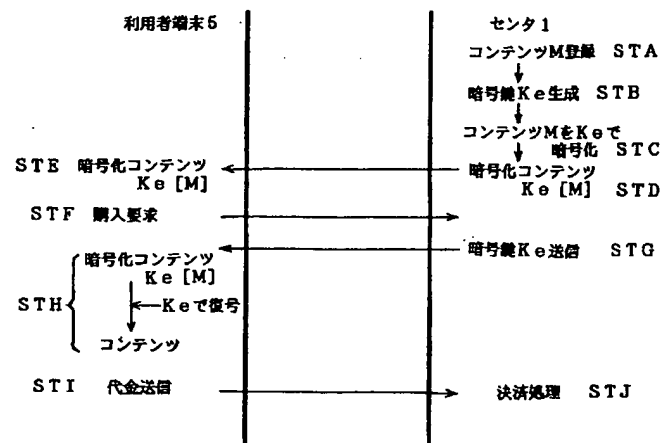 利用者端末5 センタ1
コンテンツM登録 STA
暗号鍵Ke生成 STB
コンテンツMをKeで
暗号化 STC
STE 暗号化コンテンツ 暗号化コンテンツ
Ke[M] Ke[M] STD
STF 購入要求
暗号鍵Ke送信 STG
暗号化コンテンツ
Ke[M]
STH Keで復号
コンテンツ
STI 代金送信 決済処理 STJ